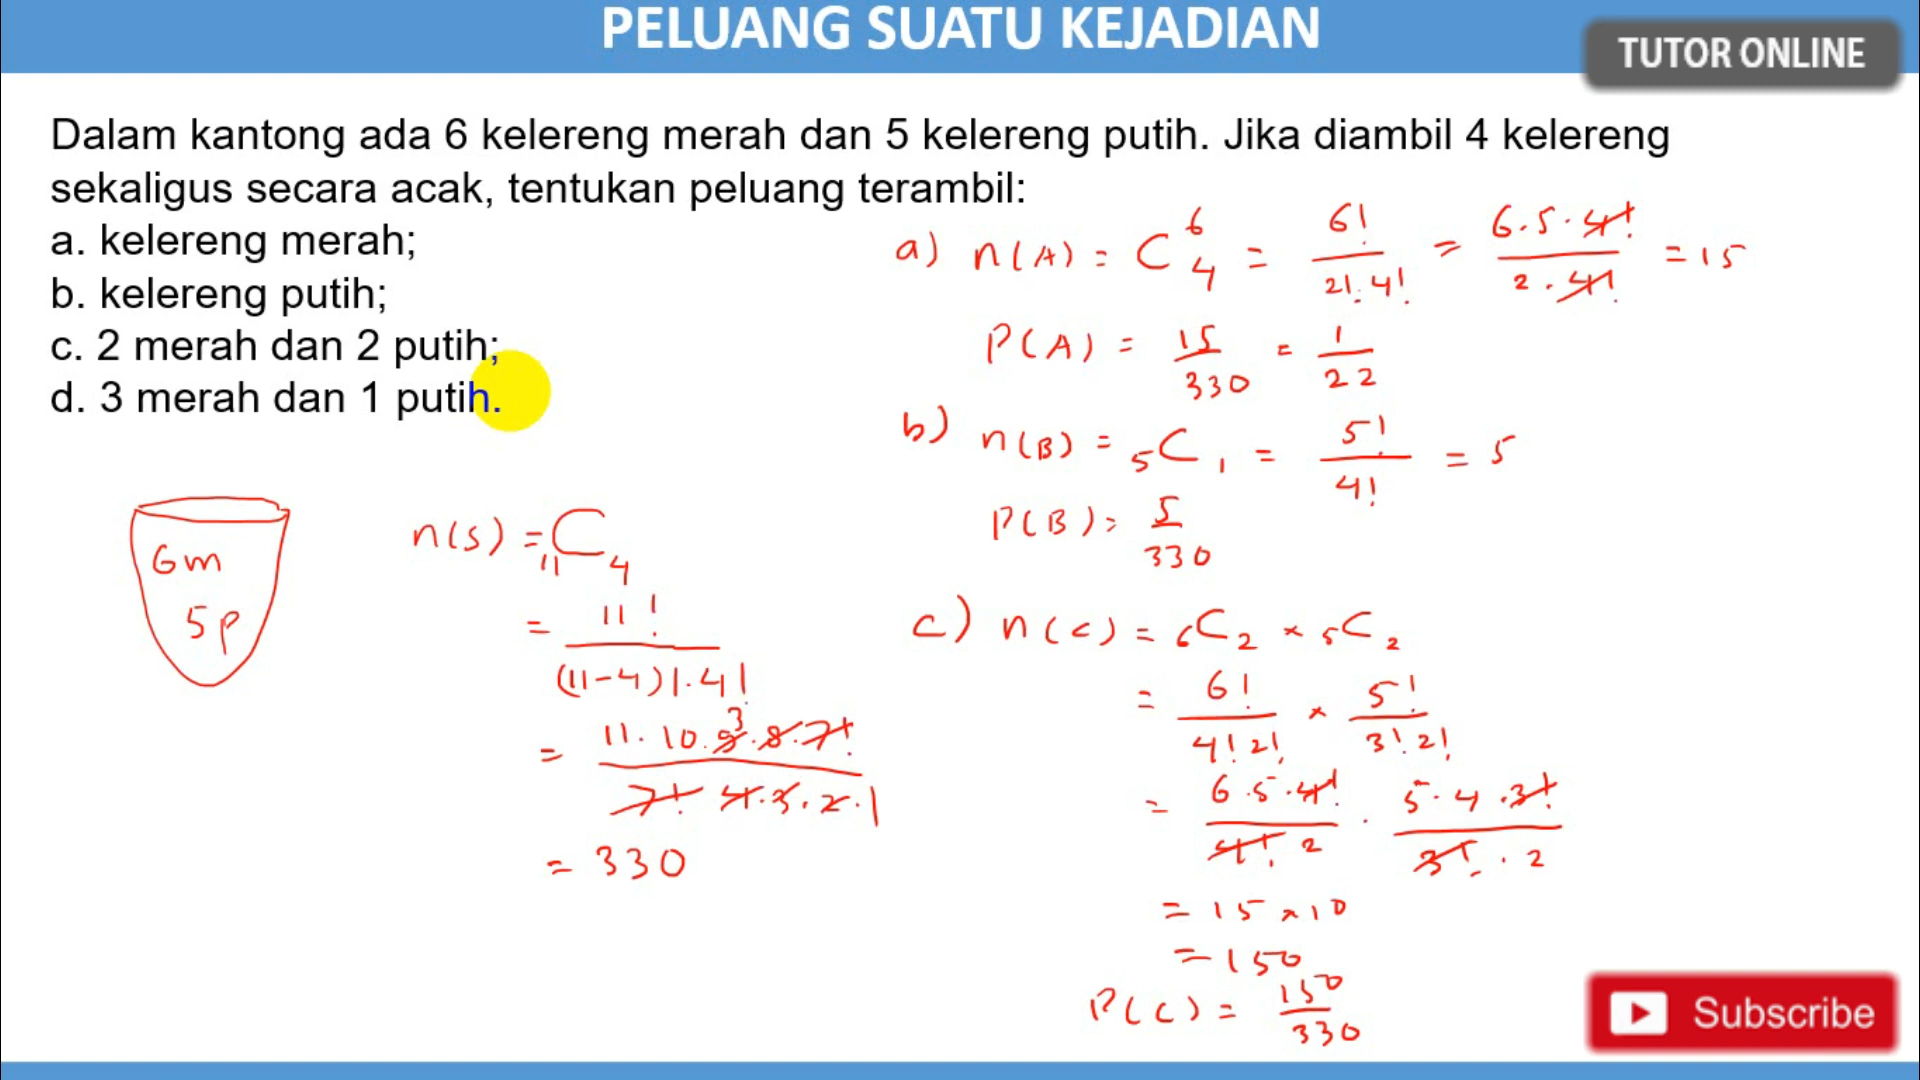 PELUANG SUATU KEJADIAN
TUTOR ONLINE
Dalam kantong ada 6 kelereng merah dan 5 kelereng putih. Jika diambil 4 kelereng
sekaligus secara acak, tentukan peluang terambil:
a. kelereng merah;
b. kelereng putih;
c. 2 merah dan 2 putih;
d. 3 merah dan 1 putih.
6m
5p
n(s) = ₁₁C₄
= 11! / (11-4)!.4!
= 11.10.9³.8.7! / 7! 4.3.2.1
= 330
a) n(A) = C⁶₄ = 6! / 2!.4! = 6.5.4! / 2.4! = 15
P(A) = 15/330 = 1/22
b) n(B) = ₅C₁ = 5!/4! = 5
P(B) = 5/330
c) n(c) = ₆C₂ × ₅C₂
= 6! / 4!2! × 5! / 3!2!
= 6.5.4! / 4! 2 . 5.4.3! / 3!.2
= 15 × 10
= 150
P(C) = 150/330
Subscribe